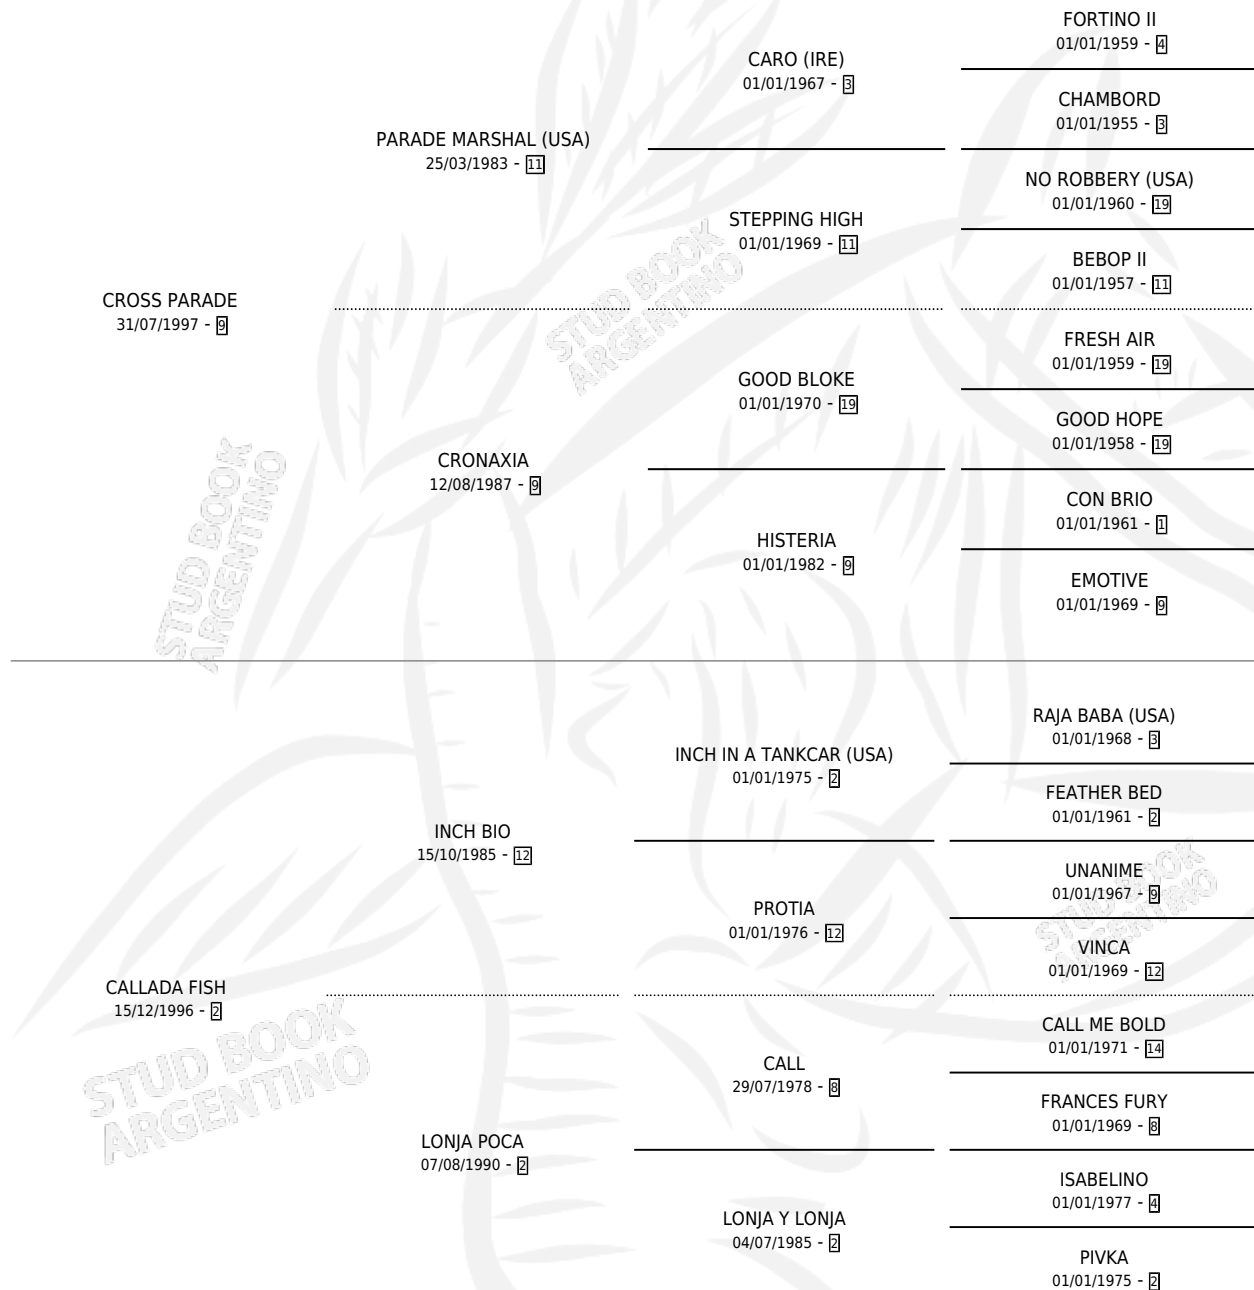 FORTINO II
01/01/1959 - 4
CARO (IRE)
01/01/1967 - 3
CHAMBORD
01/01/1955 - 3
PARADE MARSHAL (USA)
25/03/1983 - 11
NO ROBBERY (USA)
01/01/1960 - 19
STEPPING HIGH
01/01/1969 - 11
BEBOP II
01/01/1957 - 11
CROSS PARADE
31/07/1997 - 9
FRESH AIR
01/01/1959 - 19
GOOD BLOKE
01/01/1970 - 19
GOOD HOPE
01/01/1958 - 19
CRONAXIA
12/08/1987 - 9
CON BRIO
01/01/1961 - 1
HISTERIA
01/01/1982 - 9
EMOTIVE
01/01/1969 - 9
RAJA BABA (USA)
01/01/1968 - 3
INCH IN A TANKCAR (USA)
01/01/1975 - 2
FEATHER BED
01/01/1961 - 2
INCH BIO
15/10/1985 - 12
UNANIME
01/01/1967 - 9
PROTIA
01/01/1976 - 12
VINCA
01/01/1969 - 12
CALLADA FISH
15/12/1996 - 2
CALL ME BOLD
01/01/1971 - 14
CALL
29/07/1978 - 8
FRANCES FURY
01/01/1969 - 8
LONJA POCA
07/08/1990 - 2
ISABELINO
01/01/1977 - 4
LONJA Y LONJA
04/07/1985 - 2
PIVKA
01/01/1975 - 2
STUD BOOK
ARGENTINO
STUD BOOK
ARGENTINO
STUD BOOK
ARGENTINO
STUD BOOK
ARGENTINO